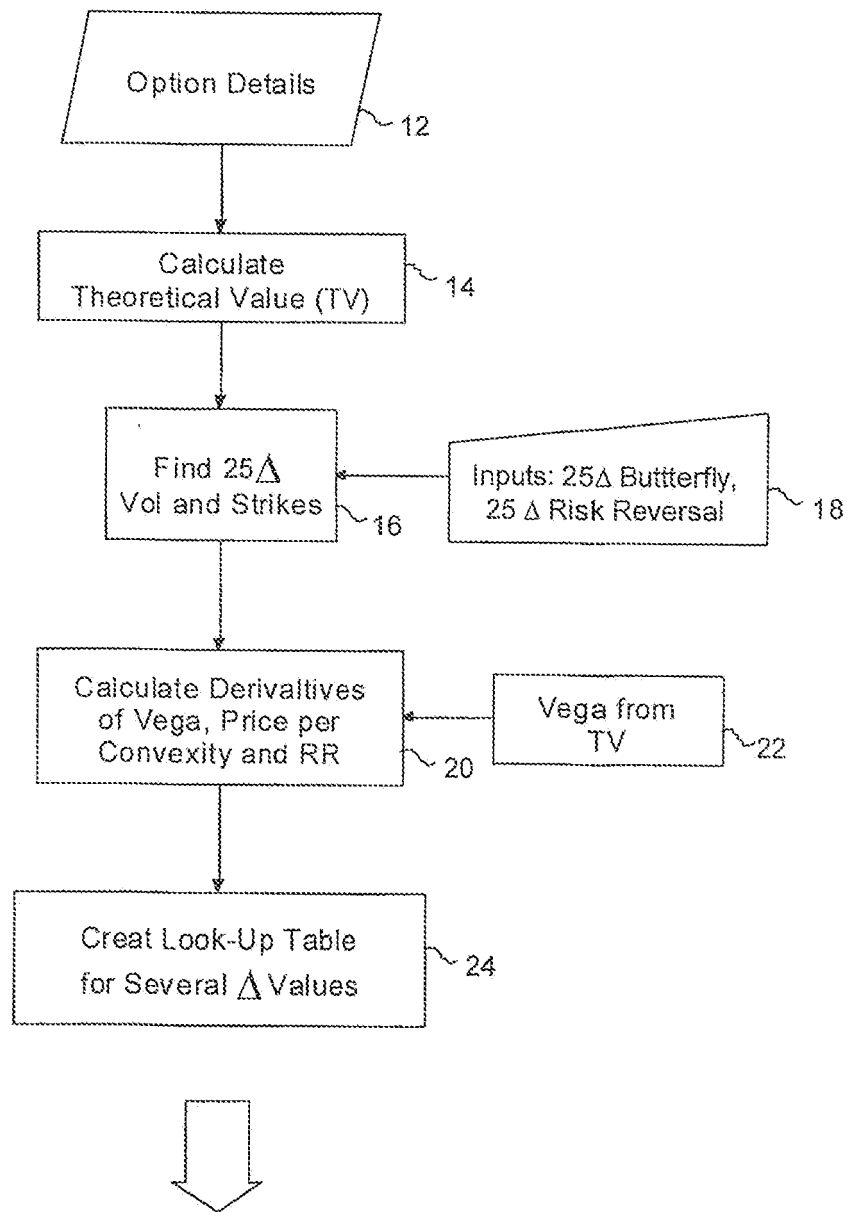 Option Details
12
Calculate
Theoretical Value (TV)
14
Find 25Δ
Vol and Strikes
16
Inputs: 25Δ Buttterfly,
25 Δ Risk Reversal
18
Calculate Derivaltives
of Vega, Price per
Convexity and RR
20
Vega from
TV
22
Creat Look-Up Table
for Several Δ Values
24